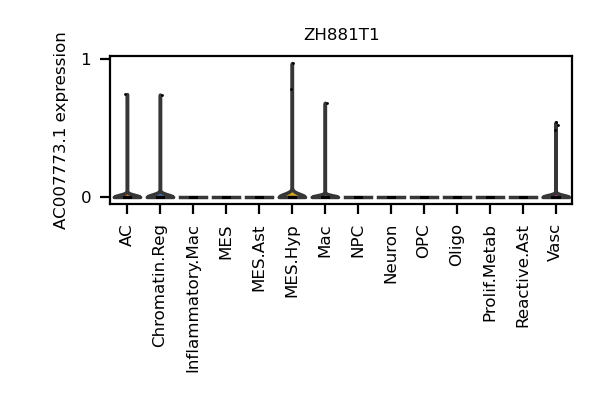 ZH881T1
AC007773.1 expression
1
0
AC
Chromatin.Reg
Inflammatory.Mac
MES
MES.Ast
MES.Hyp
Mac
NPC
Neuron
OPC
Oligo
Prolif.Metab
Reactive.Ast
Vasc